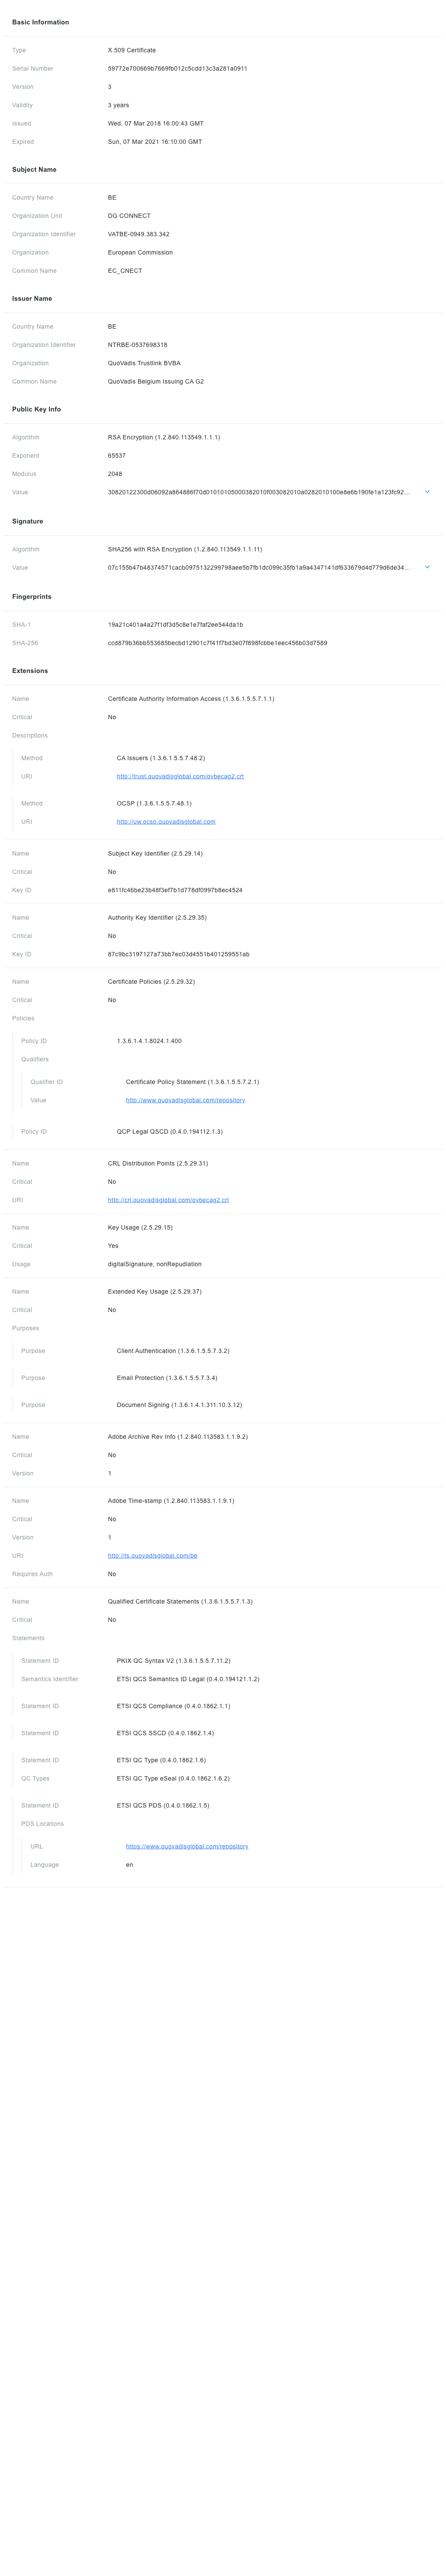 Basic Information
Type X.509 Certificate
Serial Number 59772e700669b7669fb012c5cdd13c3a281a0911
Version 3
Validity 3 years
Issued Wed, 07 Mar 2018 16:00:43 GMT
Expired Sun, 07 Mar 2021 16:10:00 GMT
Subject Name
Country Name BE
Organization Unit DG CONNECT
Organization Identifier VATBE-0949.383.342
Organization European Commission
Common Name EC_CNECT
Issuer Name
Country Name BE
Organization Identifier NTRBE-0537698318
Organization QuoVadis Trustlink BVBA
Common Name QuoVadis Belgium Issuing CA G2
Public Key Info
Algorithm RSA Encryption (1.2.840.113549.1.1.1)
Exponent 65537
Modulus 2048
Value 30820122300d06092a864886f70d01010105000382010f003082010a0282010100e8e6b190fe1a123fc92...
Signature
Algorithm SHA256 with RSA Encryption (1.2.840.113549.1.1.11)
Value 07c155b47b48374571cacb0975132299798aee5b7fb1dc099c35fb1a9a4347141df633679d4d779d6de34...
Fingerprints
SHA-1 19a21c401a4a27f1df3d5c8e1e7faf2ee544da1b
SHA-256 ccd879b36bb553685becbd12901c7f41f7bd3e07f898fcbbe1eec456b03d7589
Extensions
Name Certificate Authority Information Access (1.3.6.1.5.5.7.1.1)
Critical No
Descriptions
Method CA Issuers (1.3.6.1.5.5.7.48.2)
URI http://trust.quovadisglobal.com/qvbecag2.crt
Method OCSP (1.3.6.1.5.5.7.48.1)
URI http://uw.ocsp.quovadisglobal.com
Name Subject Key Identifier (2.5.29.14)
Critical No
Key ID e811fc46be23b48f3ef7b1d778df0997b8ec4524
Name Authority Key Identifier (2.5.29.35)
Critical No
Key ID 87c9bc3197127a73bb7ec03d4551b401259551ab
Name Certificate Policies (2.5.29.32)
Critical No
Policies
Policy ID 1.3.6.1.4.1.8024.1.400
Qualifiers
Qualifier ID Certificate Policy Statement (1.3.6.1.5.5.7.2.1)
Value http://www.quovadisglobal.com/repository
Policy ID QCP Legal QSCD (0.4.0.194112.1.3)
Name CRL Distribution Points (2.5.29.31)
Critical No
URI http://crl.quovadisglobal.com/qvbecag2.crl
Name Key Usage (2.5.29.15)
Critical Yes
Usage digitalSignature, nonRepudiation
Name Extended Key Usage (2.5.29.37)
Critical No
Purposes
Purpose Client Authentication (1.3.6.1.5.5.7.3.2)
Purpose Email Protection (1.3.6.1.5.5.7.3.4)
Purpose Document Signing (1.3.6.1.4.1.311.10.3.12)
Name Adobe Archive Rev Info (1.2.840.113583.1.1.9.2)
Critical No
Version 1
Name Adobe Time-stamp (1.2.840.113583.1.1.9.1)
Critical No
Version 1
URI http://ts.quovadisglobal.com/be
Requires Auth No
Name Qualified Certificate Statements (1.3.6.1.5.5.7.1.3)
Critical No
Statements
Statement ID PKIX QC Syntax V2 (1.3.6.1.5.5.7.11.2)
Semantics Identifier ETSI QCS Semantics ID Legal (0.4.0.194121.1.2)
Statement ID ETSI QCS Compliance (0.4.0.1862.1.1)
Statement ID ETSI QCS SSCD (0.4.0.1862.1.4)
Statement ID ETSI QC Type (0.4.0.1862.1.6)
QC Types ETSI QC Type eSeal (0.4.0.1862.1.6.2)
Statement ID ETSI QCS PDS (0.4.0.1862.1.5)
PDS Locations
URL https://www.quovadisglobal.com/repository
Language en